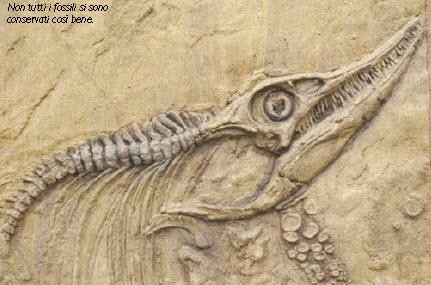 Non tutti i fossili si sono
conservati così bene.